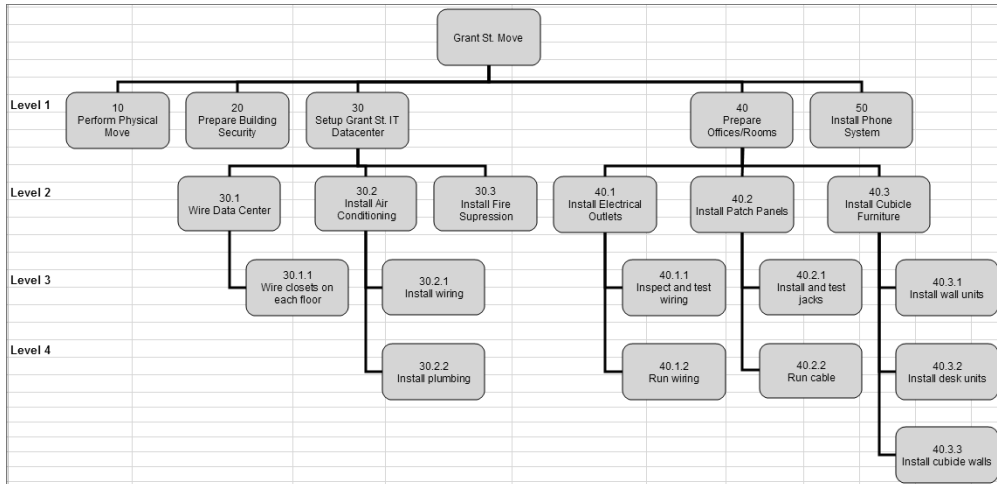 Grant St. Move
Level 1
10
Perform Physical
Move
20
Prepare Building
Security
30
Setup Grant St. IT
Datacenter
40
Prepare
Offices/Rooms
50
Install Phone
System
Level 2
30.1
Wire Data Center
30.2
Install Air
Conditioning
30.3
Install Fire
Supression
40.1
Install Electrical
Outlets
40.2
Install Patch Panels
40.3
Install Cubicle
Furniture
Level 3
30.1.1
Wire closets on
each floor
30.2.1
Install wiring
40.1.1
Inspect and test
wiring
40.2.1
Install and test
jacks
40.3.1
Install wall units
Level 4
30.2.2
Install plumbing
40.1.2
Run wiring
40.2.2
Run cable
40.3.2
Install desk units
40.3.3
Install cubide walls